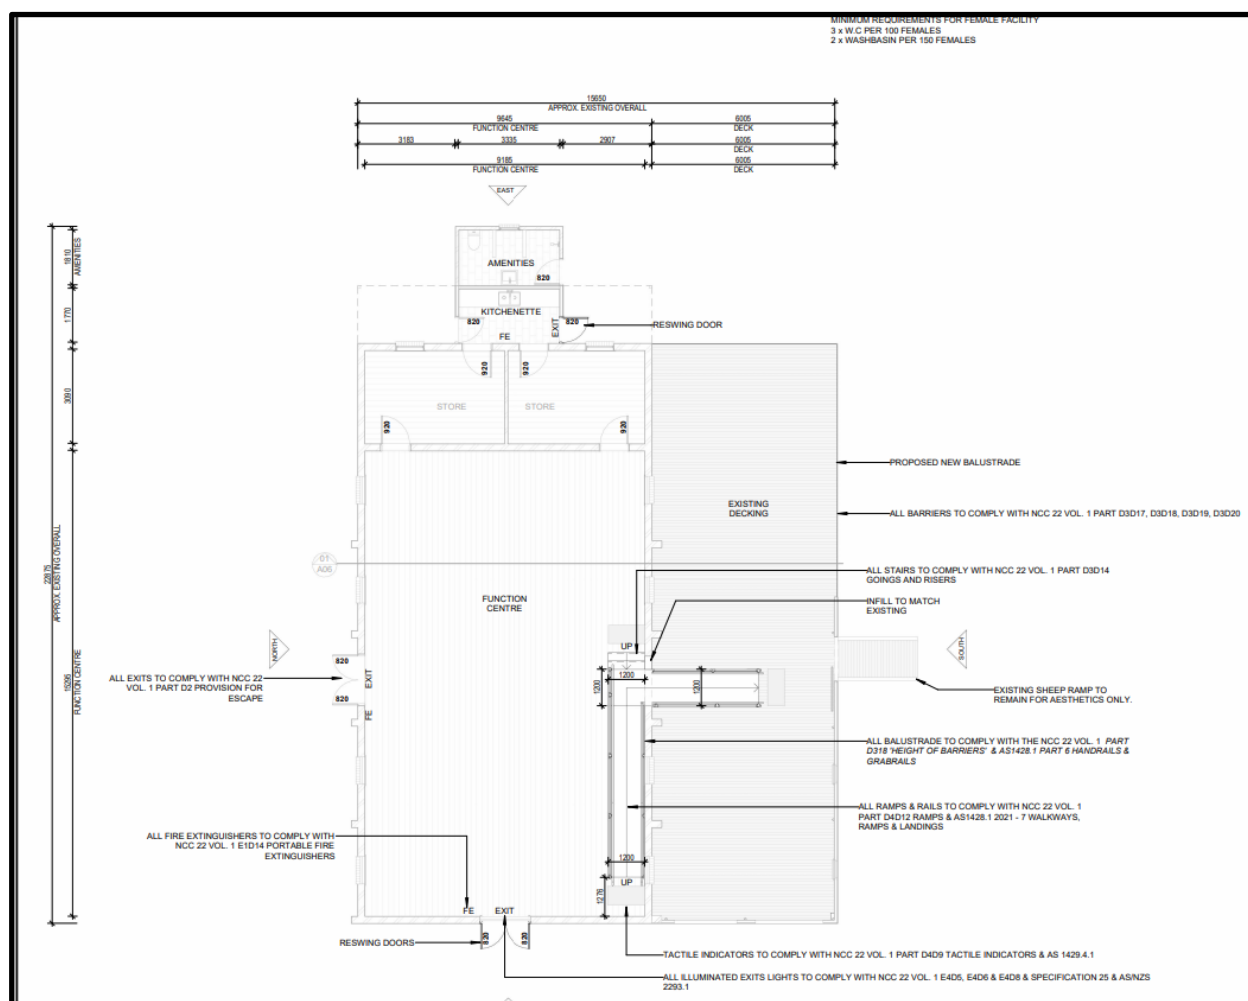 MINIMUM REQUIREMENTS FOR FEMALE FACILITY
3 x W.C PER 100 FEMALES
2 x WASHBASIN PER 150 FEMALES
15650
APPROX. EXISTING OVERALL
9645
6005
FUNCTION CENTRE
DECK
3183
3335
2907
6005
DECK
9185
6005
FUNCTION CENTRE
DECK
EAST
1810
AMENITIES
1770
3090
22875
APPROX. EXISTING OVERALL
15295
FUNCTION CENTRE
AMENITIES
820
KITCHENETTE
820
EXIT
820
RESWING DOOR
FE
920
920
STORE
STORE
920
920
PROPOSED NEW BALUSTRADE
EXISTING
DECKING
ALL BARRIERS TO COMPLY WITH NCC 22 VOL. 1 PART D3D17, D3D18, D3D19, D3D20
01
A06
ALL STAIRS TO COMPLY WITH NCC 22 VOL. 1 PART D3D14
GOINGS AND RISERS
FUNCTION
CENTRE
INFILL TO MATCH
EXISTING
UP
NORTH
SOUTH
820
EXIT
820
FE
ALL EXITS TO COMPLY WITH NCC 22
VOL. 1 PART D2 PROVISION FOR
ESCAPE
1200
1200
1200
EXISTING SHEEP RAMP TO
REMAIN FOR AESTHETICS ONLY.
ALL BALUSTRADE TO COMPLY WITH THE NCC 22 VOL. 1 PART
D318 'HEIGHT OF BARRIERS' & AS1428.1 PART 6 HANDRAILS &
GRABRAILS
ALL RAMPS & RAILS TO COMPLY WITH NCC 22 VOL. 1
PART D4D12 RAMPS & AS1428.1 2021 - 7 WALKWAYS,
RAMPS & LANDINGS
ALL FIRE EXTINGUISHERS TO COMPLY WITH
NCC 22 VOL. 1 E1D14 PORTABLE FIRE
EXTINGUISHERS
1200
UP
1276
FE
EXIT
820
820
RESWING DOORS
TACTILE INDICATORS TO COMPLY WITH NCC VOL. 1 PART D4D9 TACTILE INDICATORS & AS 1429.4.1
ALL ILLUMINATED EXITS LIGHTS TO COMPLY WITH NCC 22 VOL. 1 E4D5, E4D6 & E4D8 & SPECIFICATION 25 & AS/NZS
2293.1